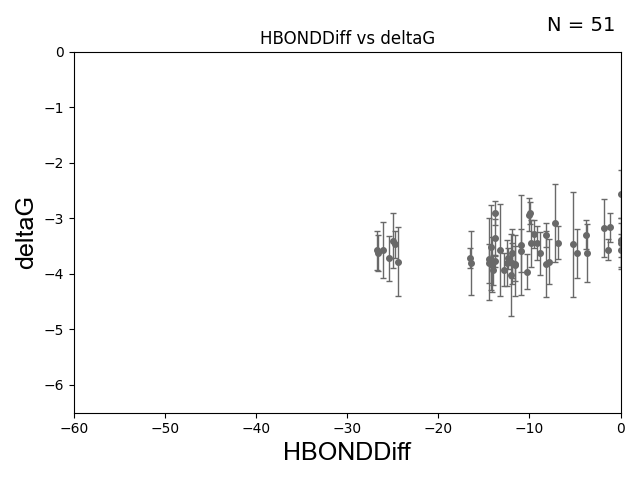 N = 51
HBONDDiff vs deltaG
0
−1
−2
−3
−4
−5
−6
deltaG
−60 −50 −40 −30 −20 −10 0
HBONDDiff